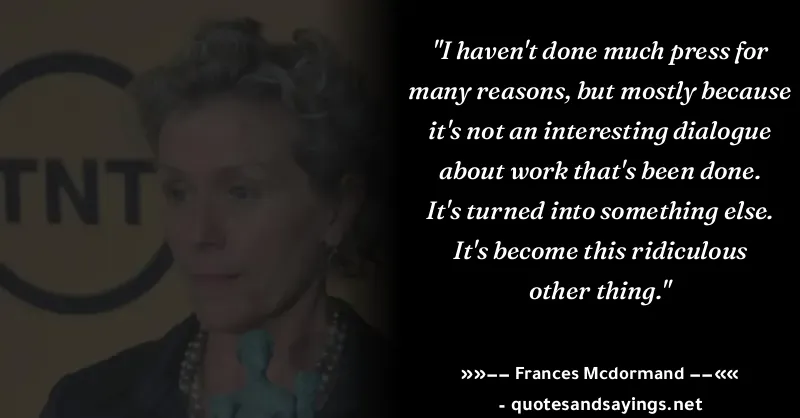 TNT
"I haven't done much press for
many reasons, but mostly because
it's not an interesting dialogue
about work that's been done.
It's turned into something else.
It's become this ridiculous
other thing."
»»−− Frances Mcdormand −−««
- quotesandsayings.net